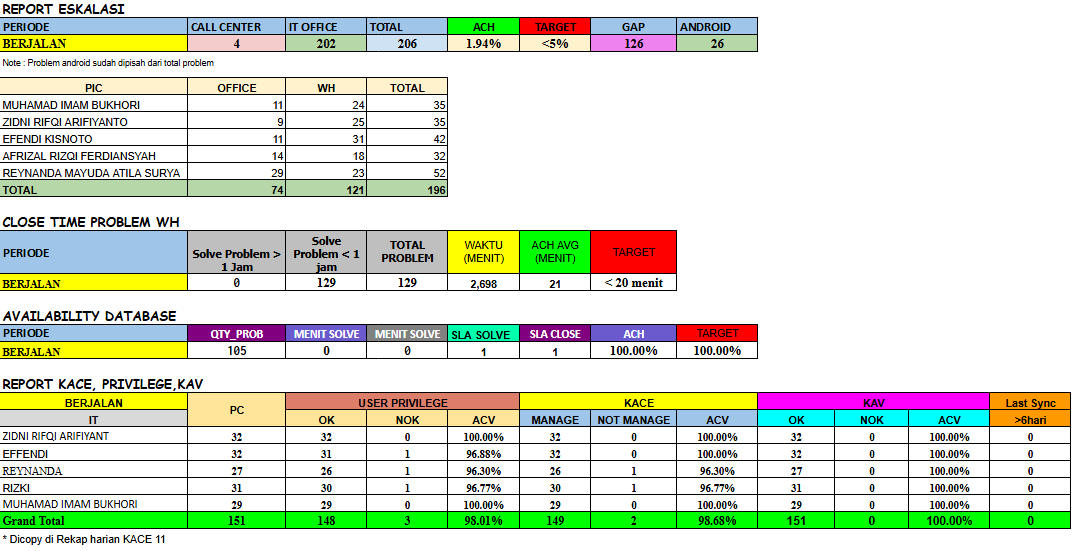 REPORT ESKALASI
PERIODE CALL CENTER IT OFFICE TOTAL ACH TARGET GAP ANDROID
BERJALAN 4 202 206 1.94% <5% 126 26
Note : Problem android sudah dipisah dari total problem
PIC OFFICE WH TOTAL
MUHAMAD IMAM BUKHORI 11 24 35
ZIDNI RIFQI ARIFIYANTO 9 25 35
EFENDI KISNOTO 11 31 42
AFRIZAL RIZQI FERDIANSYAH 14 18 32
REYNANDA MAYUDA ATILA SURYA 29 23 52
TOTAL 74 121 196
CLOSE TIME PROBLEM WH
PERIODE Solve Problem > 1 Jam Solve Problem < 1 jam TOTAL PROBLEM WAKTU (MENIT) ACH AVG (MENIT) TARGET
BERJALAN 0 129 129 2,698 21 < 20 menit
AVAILABILITY DATABASE
PERIODE QTY_PROB MENIT SOLVE MENIT SOLVE SLA SOLVE SLA CLOSE ACH TARGET
BERJALAN 105 0 0 1 1 100.00% 100.00%
REPORT KACE, PRIVILEGE,KAV
BERJALAN PC USER PRIVILEGE KACE KAV Last Sync
IT OK NOK ACV MANAGE NOT MANAGE ACV OK NOK ACV >6hari
ZIDNI RIFQI ARIFIYANT 32 32 0 100.00% 32 0 100.00% 32 0 100.00% 0
EFFENDI 32 31 1 96.88% 32 0 100.00% 32 0 100.00% 0
REYNANDA 27 26 1 96.30% 26 1 96.30% 27 0 100.00% 0
RIZKI 31 30 1 96.77% 30 1 96.77% 31 0 100.00% 0
MUHAMAD IMAM BUKHORI 29 29 0 100.00% 29 0 100.00% 29 0 100.00% 0
Grand Total 151 148 3 98.01% 149 2 98.68% 151 0 100.00% 0
* Dicopy di Rekap harian KACE 11